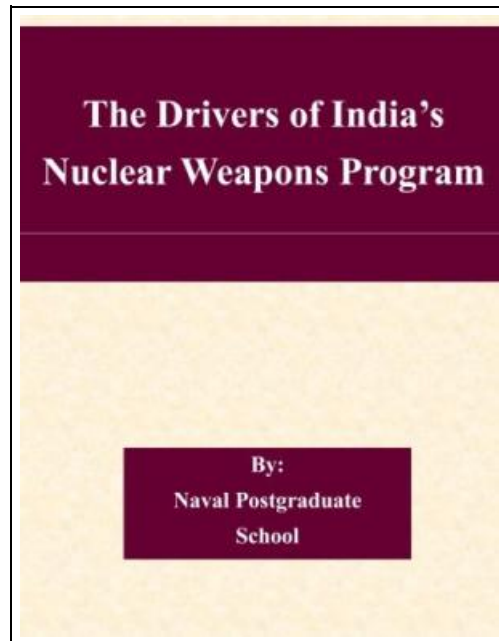 The Drivers of India’s
Nuclear Weapons Program
By:
Naval Postgraduate
School